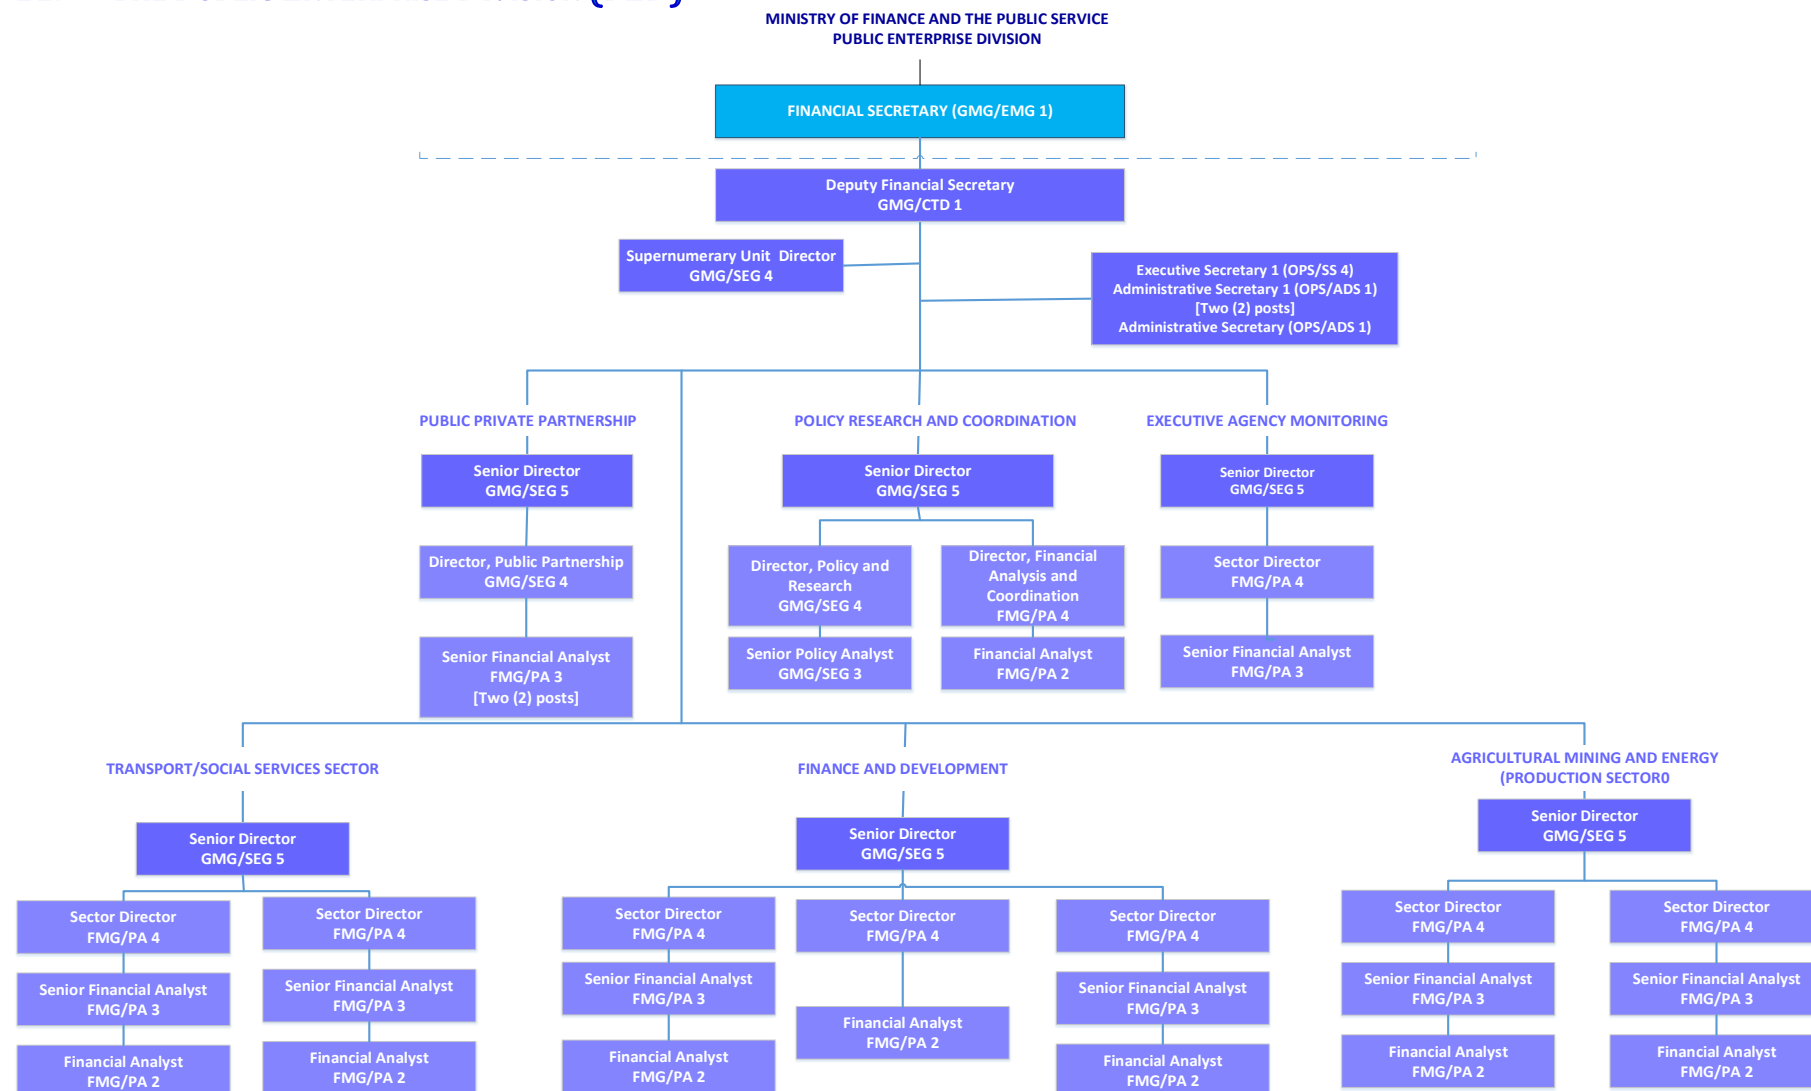 MINISTRY OF FINANCE AND THE PUBLIC SERVICE
PUBLIC ENTERPRISE DIVISION
FINANCIAL SECRETARY (GMG/EMG 1)
Deputy Financial Secretary
GMG/CTD 1
Supernumerary Unit Director
GMG/SEG 4
Executive Secretary 1 (OPS/SS 4)
Administrative Secretary 1 (OPS/ADS 1)
[Two (2) posts]
Administrative Secretary (OPS/ADS 1)
PUBLIC PRIVATE PARTNERSHIP
Senior Director
GMG/SEG 5
Director, Public Partnership
GMG/SEG 4
Senior Financial Analyst
FMG/PA 3
[Two (2) posts]
POLICY RESEARCH AND COORDINATION
Senior Director
GMG/SEG 5
Director, Policy and
Research
GMG/SEG 4
Senior Policy Analyst
GMG/SEG 3
Director, Financial
Analysis and
Coordination
FMG/PA 4
Financial Analyst
FMG/PA 2
EXECUTIVE AGENCY MONITORING
Senior Director
GMG/SEG 5
Sector Director
FMG/PA 4
Senior Financial Analyst
FMG/PA 3
TRANSPORT/SOCIAL SERVICES SECTOR
Senior Director
GMG/SEG 5
Sector Director
FMG/PA 4
Senior Financial Analyst
FMG/PA 3
Financial Analyst
FMG/PA 2
Sector Director
FMG/PA 4
Senior Financial Analyst
FMG/PA 3
Financial Analyst
FMG/PA 2
FINANCE AND DEVELOPMENT
Senior Director
GMG/SEG 5
Sector Director
FMG/PA 4
Senior Financial Analyst
FMG/PA 3
Financial Analyst
FMG/PA 2
Sector Director
FMG/PA 4
Financial Analyst
FMG/PA 2
Sector Director
FMG/PA 4
Senior Financial Analyst
FMG/PA 3
Financial Analyst
FMG/PA 2
AGRICULTURAL MINING AND ENERGY
(PRODUCTION SECTOR0
Senior Director
GMG/SEG 5
Sector Director
FMG/PA 4
Senior Financial Analyst
FMG/PA 3
Financial Analyst
FMG/PA 2
Sector Director
FMG/PA 4
Senior Financial Analyst
FMG/PA 3
Financial Analyst
FMG/PA 2